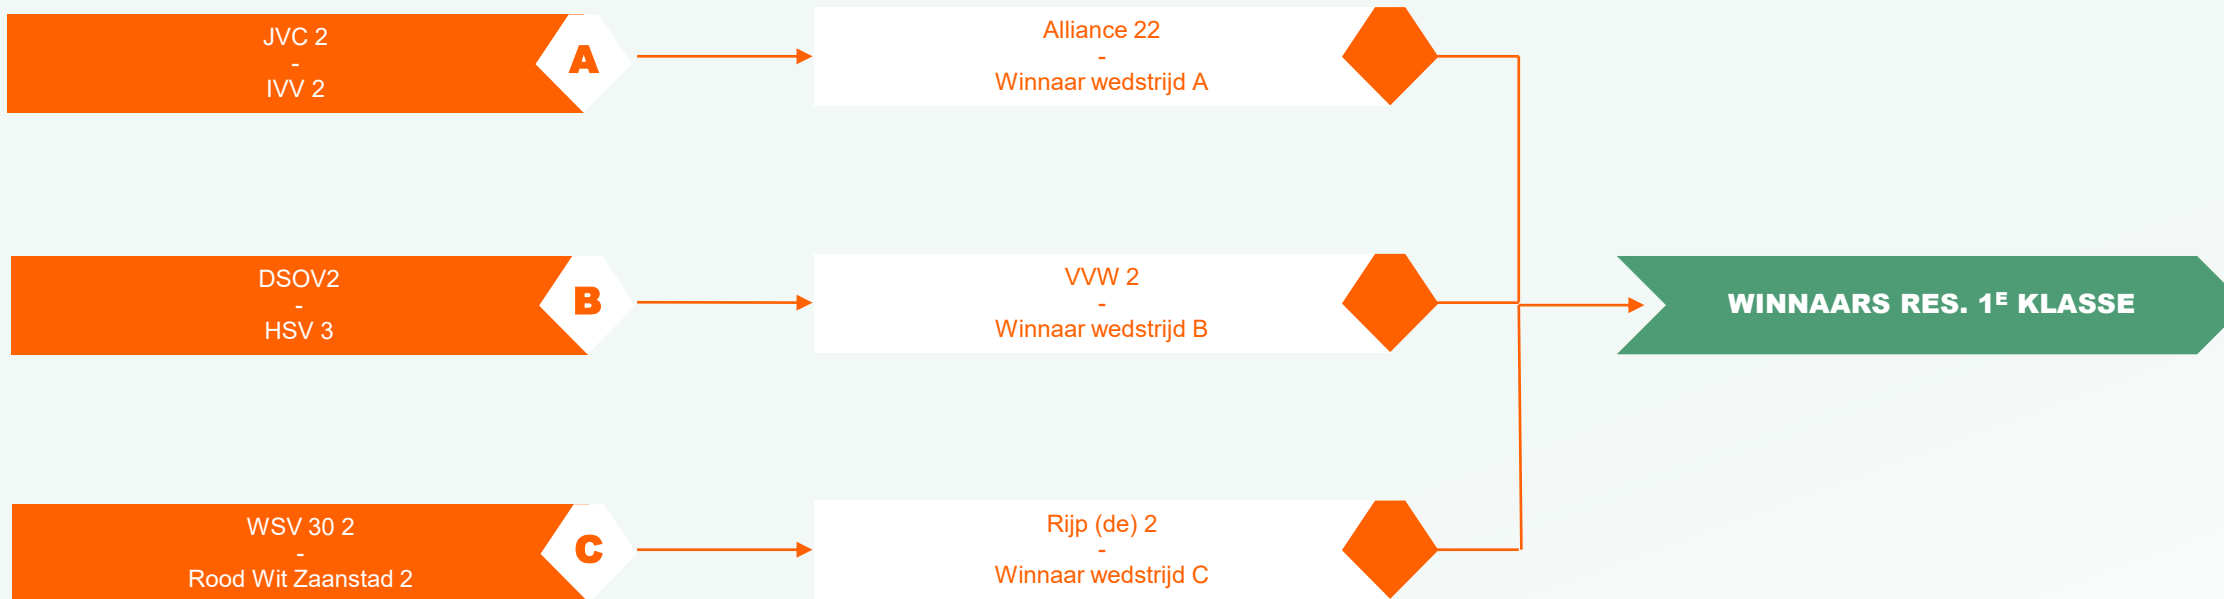 JVC 2
-
IVV 2
A
Alliance 22
-
Winnaar wedstrijd A
DSOV2
-
HSV 3
B
VVW 2
-
Winnaar wedstrijd B
WINNAARS RES. 1E KLASSE
WSV 30 2
-
Rood Wit Zaanstad 2
C
Rijp (de) 2
-
Winnaar wedstrijd C